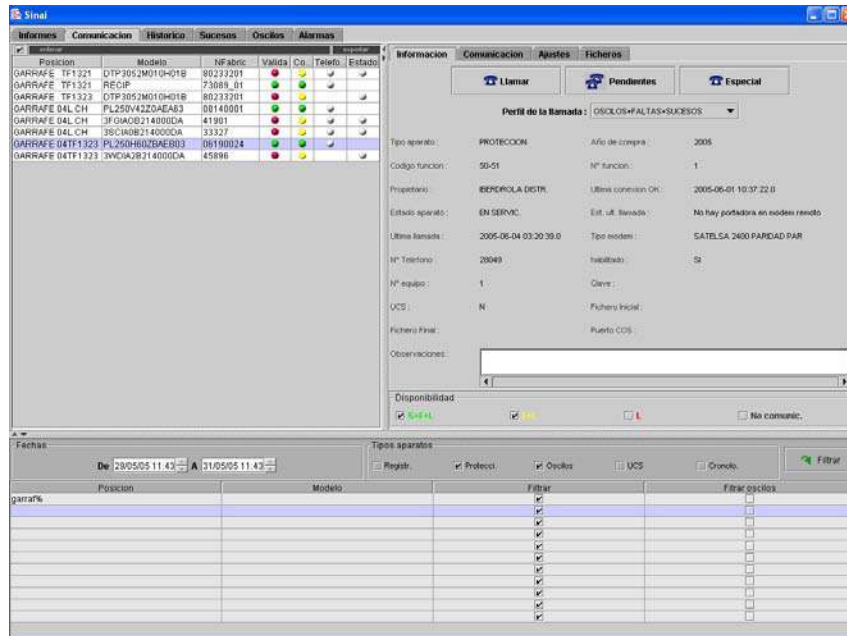 Sinai
Informes Comunicacion Historico Sucesos Oscilos Alarmas
ordenar exportar
Posicion Modelo NFabric Valida Co. Telefo. Estado
GARRAFE TF1321 DTP3052M010H01B 80233201
GARRAFE TF1321 RECIP 73089_01
GARRAFE TF1323 DTP3052M010H01B 80233201
GARRAFE 04L.CH PL250V42Z0AEA83 08140001
GARRAFE 04L.CH 3FGIA0B214000DA 41901
GARRAFE 04L.CH 3SCIA0B214000DA 33327
GARRAFE 04TF1323 PL250H60ZBAEB03 06190024
GARRAFE 04TF1323 3WDIA2B214000DA 45896
Informacion Comunicacion Ajustes Ficheros
Llamar Pendientes Especial
Perfil de la llamada : OSCILOS+FALTAS+SUCESOS
Tipo aparato : PROTECCION Año de compra : 2005
Codigo funcion : 50-51 Nº funcion : 1
Propietario : IBERDROLA DISTR. Ultima conexion OK : 2005-06-01 10:37:22.0
Estado aparato : EN SERVIC. Est. ult. llamada : No hay portadora en modem remoto
Ultima llamada : 2005-06-04 03:20:39.0 Tipo modem : SATELSA 2400 PARIDAD PAR
Nº Telefono : 28049 habilitado : SI
Nº equipo : 1 Clave :
UCS : N Fichero Inicial :
Fichero Final : Puerto COS :
Observaciones :
Disponibilidad
S+F+L F+L L No comunic.
Fechas Tipos aparatos
De 29/05/05 11:43 A 31/05/05 11:43 Registr. Protecci. Oscilos UCS Cronolo. Filtrar
Posicion Modelo Filtrar Filtrar oscilos
garraf%